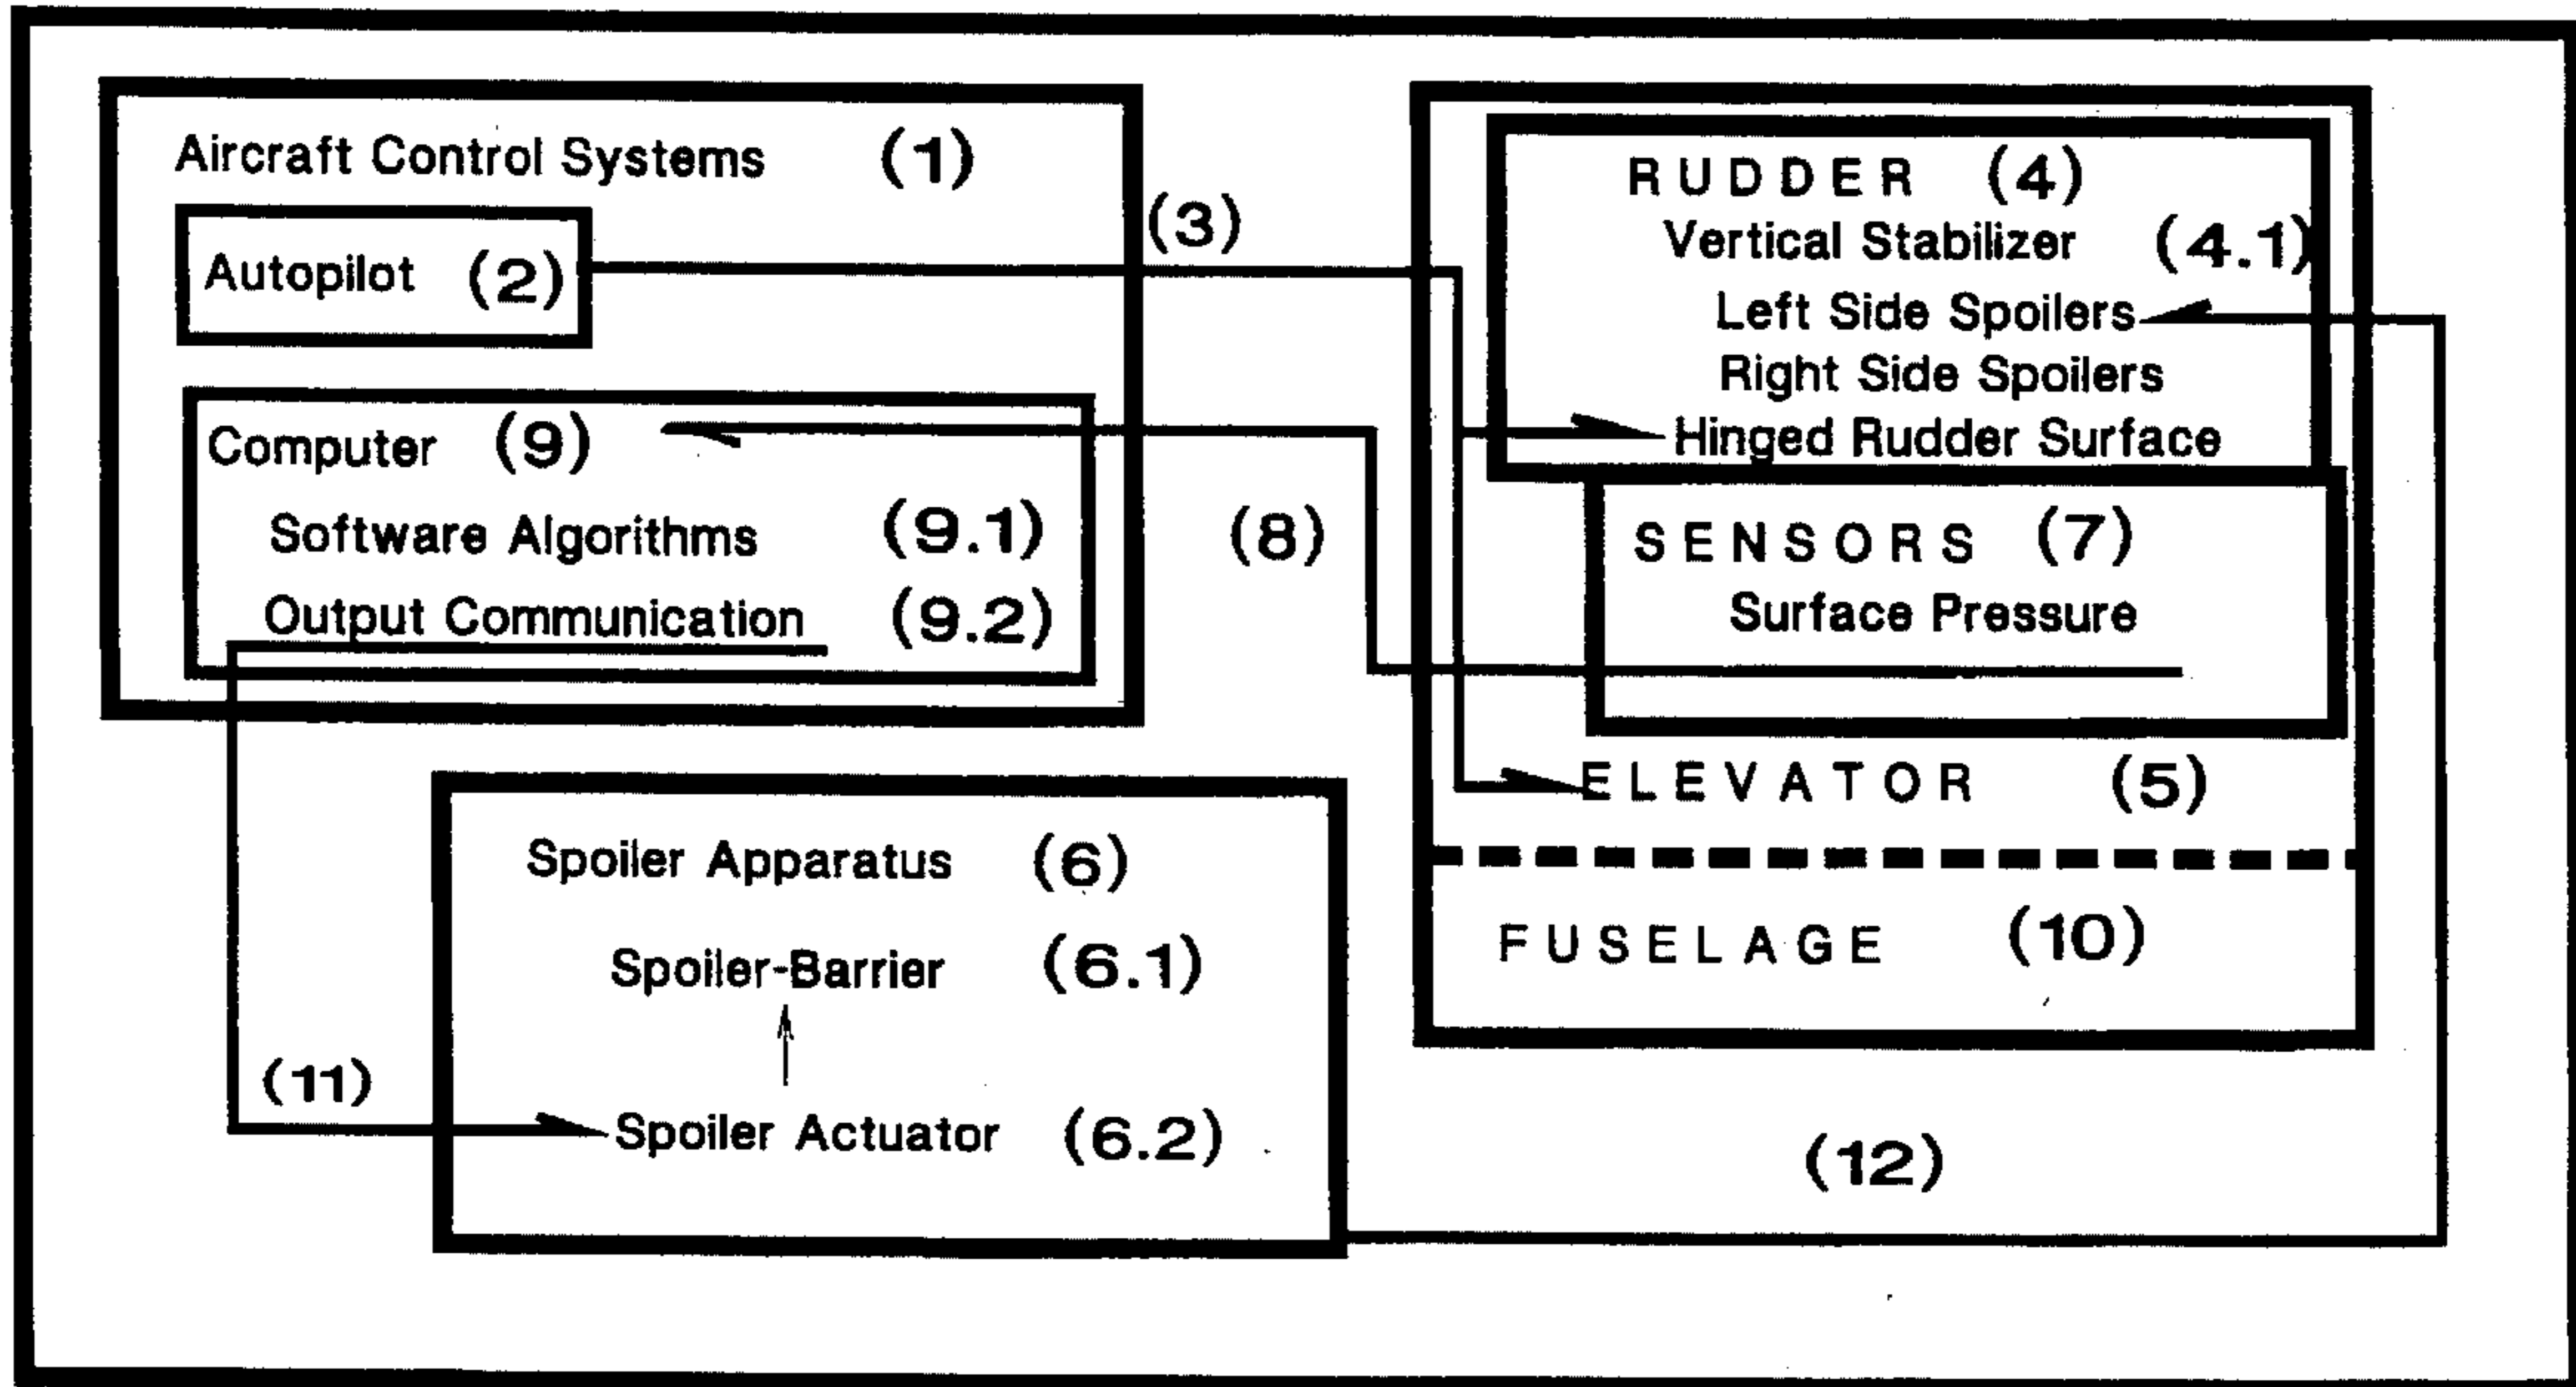 Aircraft Control Systems (1)
Autopilot (2)
(3)
Computer (9)
Software Algorithms (9.1)
Output Communication (9.2)
(8)
RUDDER (4)
Vertical Stabilizer (4.1)
Left Side Spoilers
Right Side Spoilers
Hinged Rudder Surface
SENSORS (7)
Surface Pressure
ELEVATOR (5)
FUSELAGE (10)
Spoiler Apparatus (6)
Spoiler-Barrier (6.1)
(11)
Spoiler Actuator (6.2)
(12)